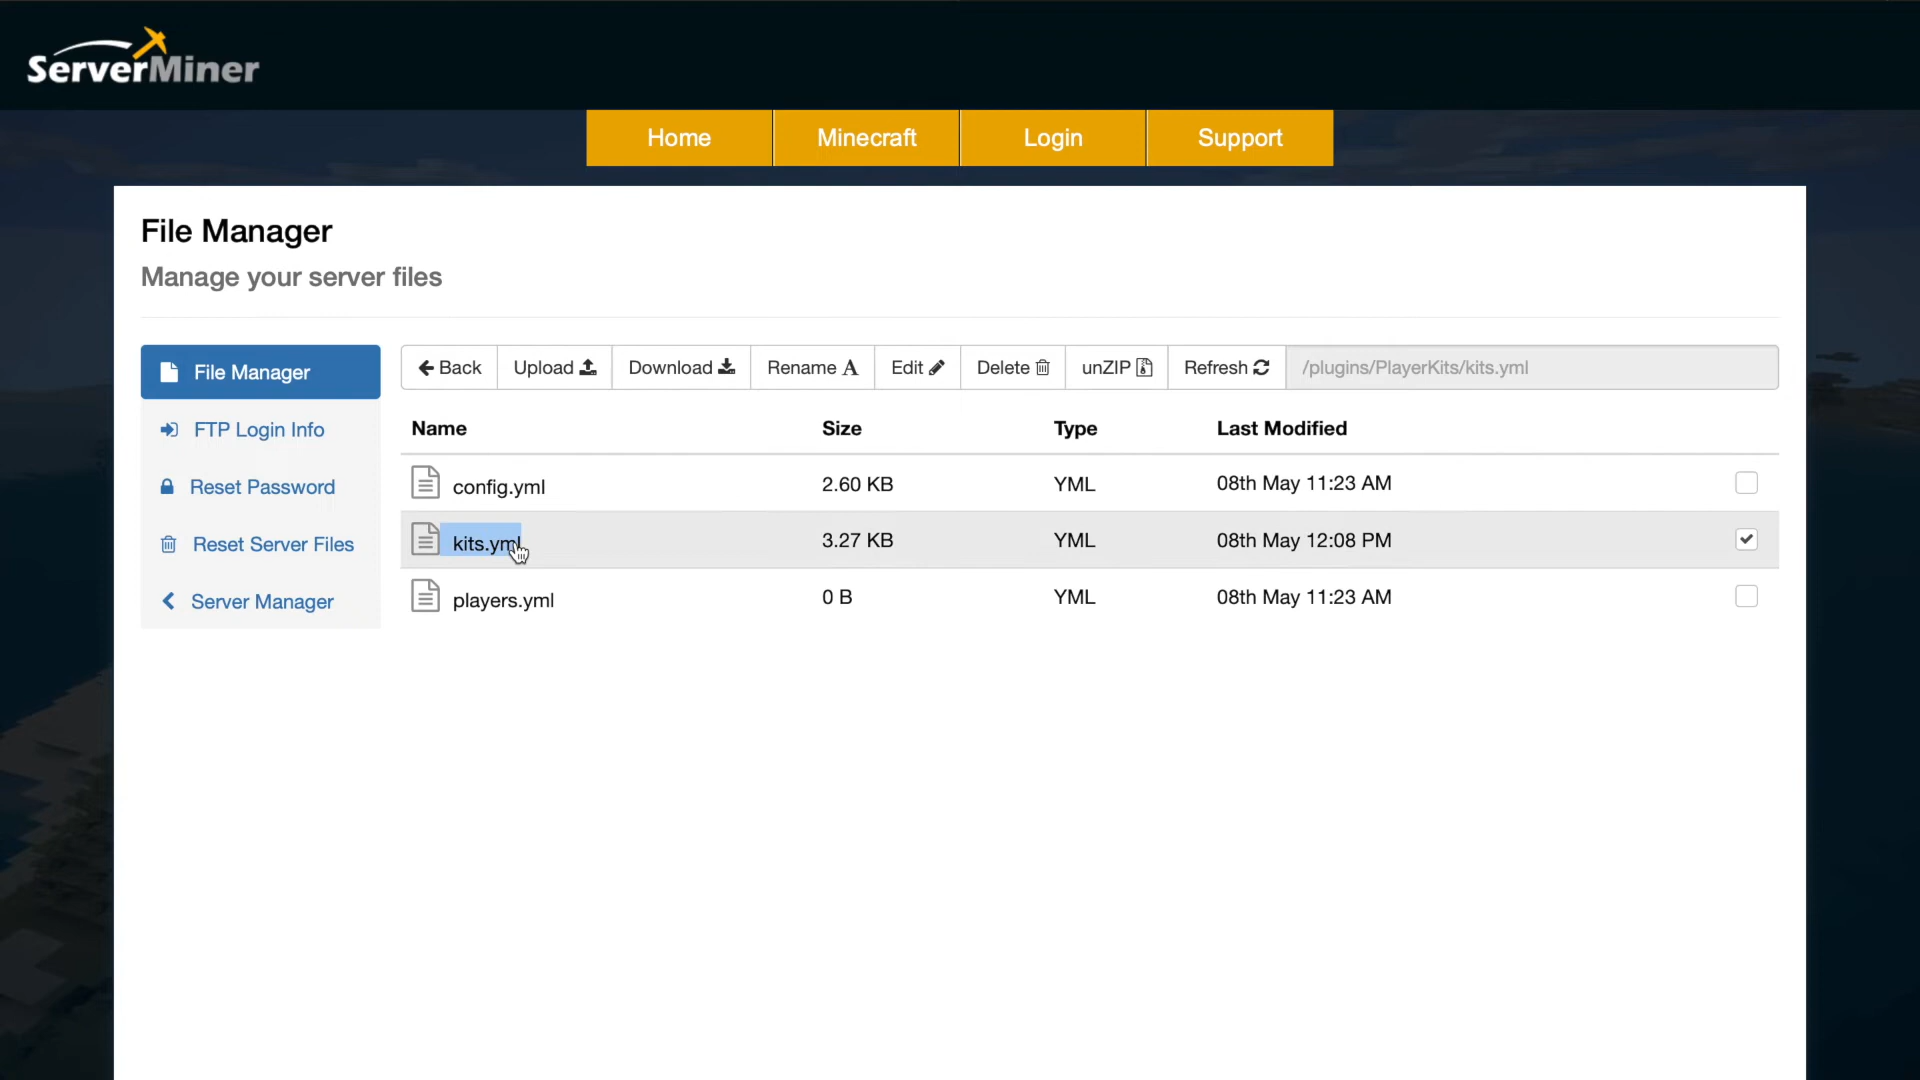 ServerMiner
Home Minecraft Login Support
File Manager
Manage your server files
File Manager
FTP Login Info
Reset Password
Reset Server Files
Server Manager
Back Upload Download Rename Edit Delete unZIP Refresh /plugins/PlayerKits/kits.yml
Name Size Type Last Modified
config.yml 2.60 KB YML 08th May 11:23 AM
kits.yml 3.27 KB YML 08th May 12:08 PM
players.yml 0 B YML 08th May 11:23 AM